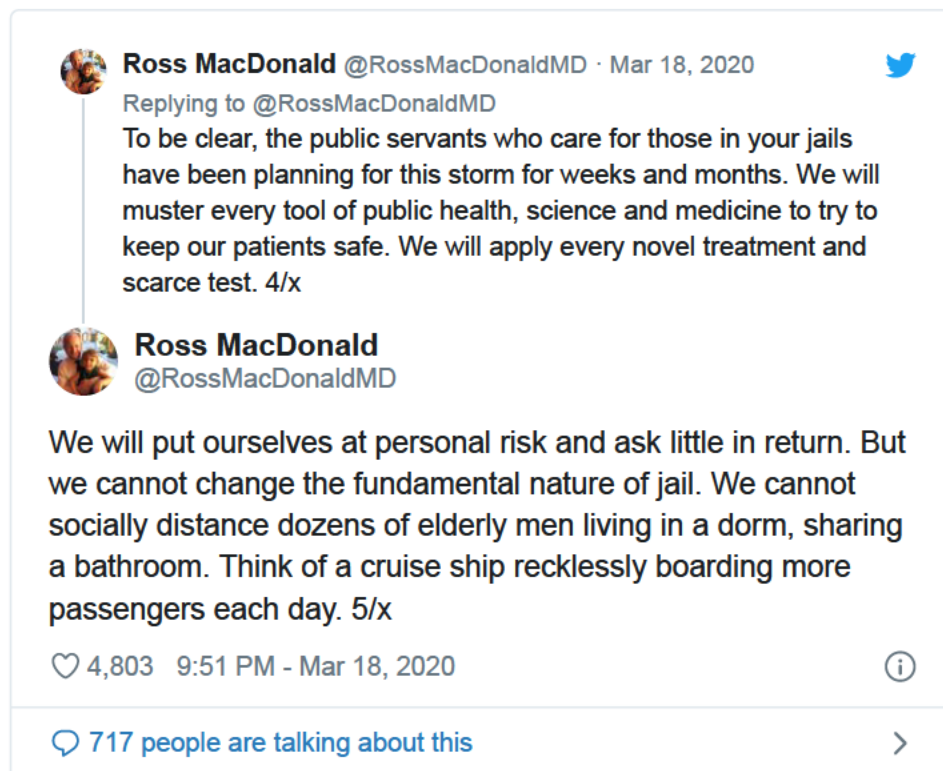 Ross MacDonald @RossMacDonaldMD · Mar 18, 2020
Replying to @RossMacDonaldMD
To be clear, the public servants who care for those in your jails
have been planning for this storm for weeks and months. We will
muster every tool of public health, science and medicine to try to
keep our patients safe. We will apply every novel treatment and
scarce test. 4/x
Ross MacDonald
@RossMacDonaldMD
We will put ourselves at personal risk and ask little in return. But
we cannot change the fundamental nature of jail. We cannot
socially distance dozens of elderly men living in a dorm, sharing
a bathroom. Think of a cruise ship recklessly boarding more
passengers each day. 5/x
4,803 9:51 PM - Mar 18, 2020
717 people are talking about this